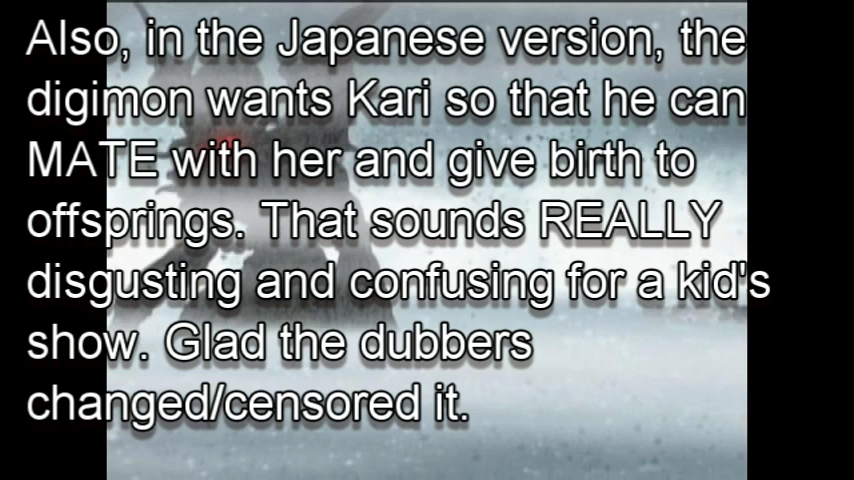 Also, in the Japanese version, the
digimon wants Kari so that he can
MATE with her and give birth to
offsprings. That sounds REALLY
disgusting and confusing for a kid's
show. Glad the dubbers
changed/censored it.